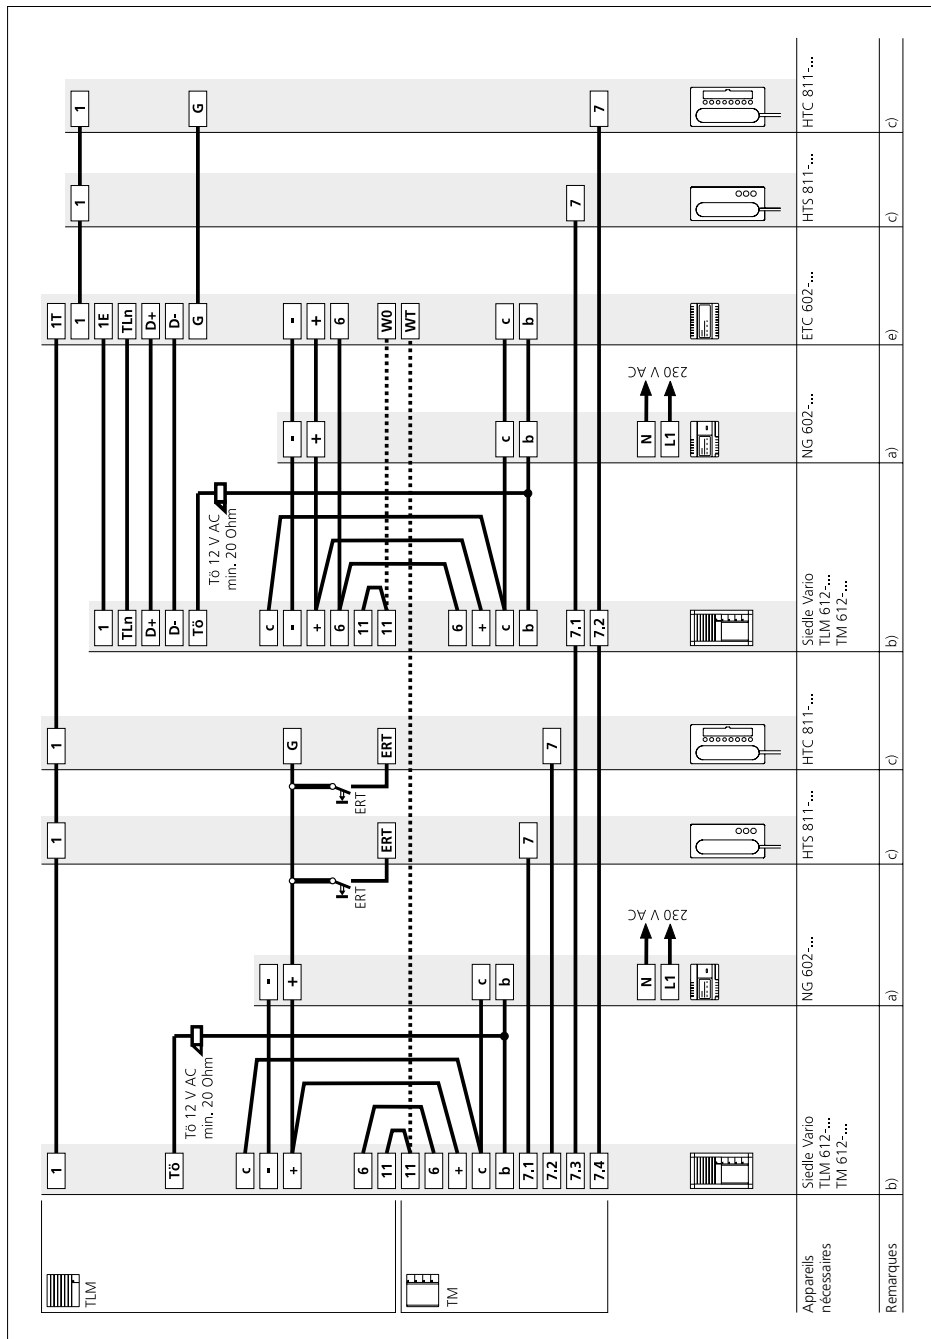 1 1 1 1T
1 1 1
TLM
1 1E
TLn TLn
D+ D+
Tö D- D-
Tö 12 V AC
min. 20 Ohm
Tö G G
Tö 12 V AC
min. 20 Ohm
c
- - c
+ + G - - -
+ + +
6 6
6 ERT ERT 11
11 ERT ERT 11 W0
11 WT
6
TM
+ 6
c c +
b b c c c
7.1 7 b b b
7.2 7
7.3 7.1 7
7.4 7.2 7
N N
230 V AC 230 V AC
L1 L1
Appareils
nécessaires
Siedle Vario
TLM 612-...
TM 612-...
NG 602-...
HTS 811-...
HTC 811-...
Siedle Vario
TLM 612-...
TM 612-...
NG 602-...
ETC 602-...
HTS 811-...
HTC 811-...
Remarques
b) a) c) c) b) a) e) c) c)